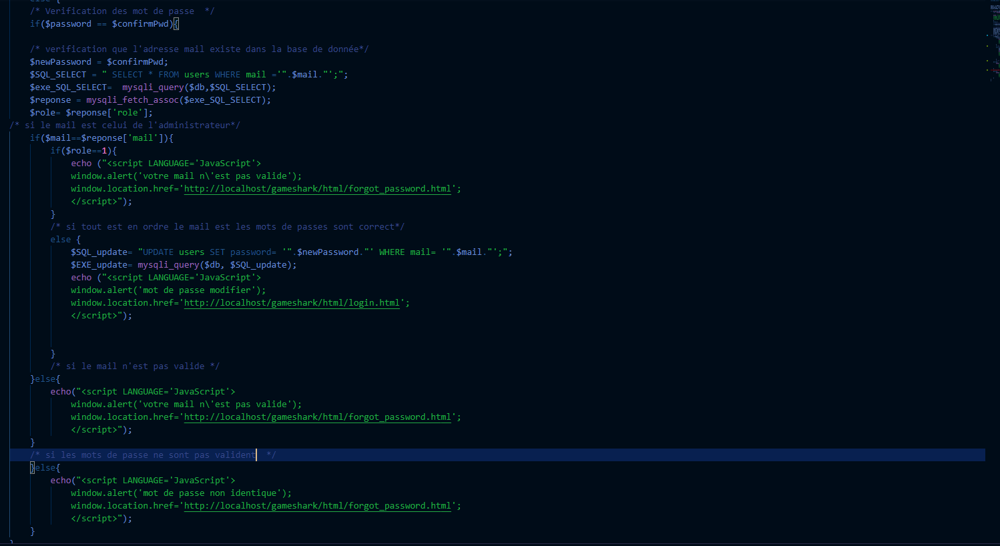 else {
/* Verification des mot de passe  */
if($password == $confirmPwd){
/* verification que l'adresse mail existe dans la base de donnée*/
$newPassword = $confirmPwd;
$SQL_SELECT = " SELECT * FROM users WHERE mail ='".$mail."';";
$exe_SQL_SELECT=  mysqli_query($db,$SQL_SELECT);
$reponse = mysqli_fetch_assoc($exe_SQL_SELECT);
$role= $reponse['role'];
/* si le mail est celui de l'administrateur*/
if($mail==$reponse['mail']){
if($role==1){
echo ("<script LANGUAGE='JavaScript'>
window.alert('votre mail n\'est pas valide');
window.location.href='http://localhost/gameshark/html/forgot_password.html';
</script>");
}
/* si tout est en ordre le mail est les mots de passes sont correct*/
else {
$SQL_update= "UPDATE users SET password= '".$newPassword."' WHERE mail= '".$mail."';";
$EXE_update= mysqli_query($db, $SQL_update);
echo ("<script LANGUAGE='JavaScript'>
window.alert('mot de passe modifier');
window.location.href='http://localhost/gameshark/html/login.html';
</script>");
}
/* si le mail n'est pas valide */
}else{
echo("<script LANGUAGE='JavaScript'>
window.alert('votre mail n\'est pas valide');
window.location.href='http://localhost/gameshark/html/forgot_password.html';
</script>");
}
/* si les mots de passe ne sont pas valident  */
}else{
echo("<script LANGUAGE='JavaScript'>
window.alert('mot de passe non identique');
window.location.href='http://localhost/gameshark/html/forgot_password.html';
</script>");
}